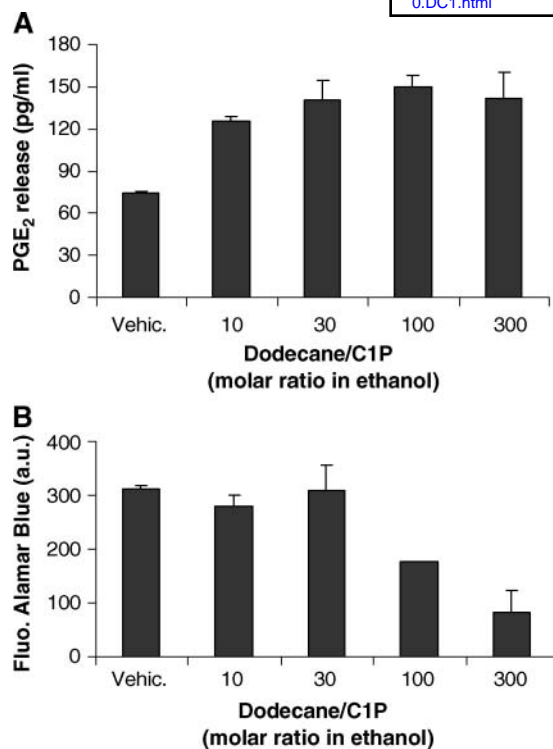 0.DC1.html
A
180
150
120
90
60
30
0
PGE2 release (pg/ml)
Vehic. 10 30 100 300
Dodecane/C1P
(molar ratio in ethanol)
B
400
300
200
100
0
Fluo. Alamar Blue (a.u.)
Vehic. 10 30 100 300
Dodecane/C1P
(molar ratio in ethanol)